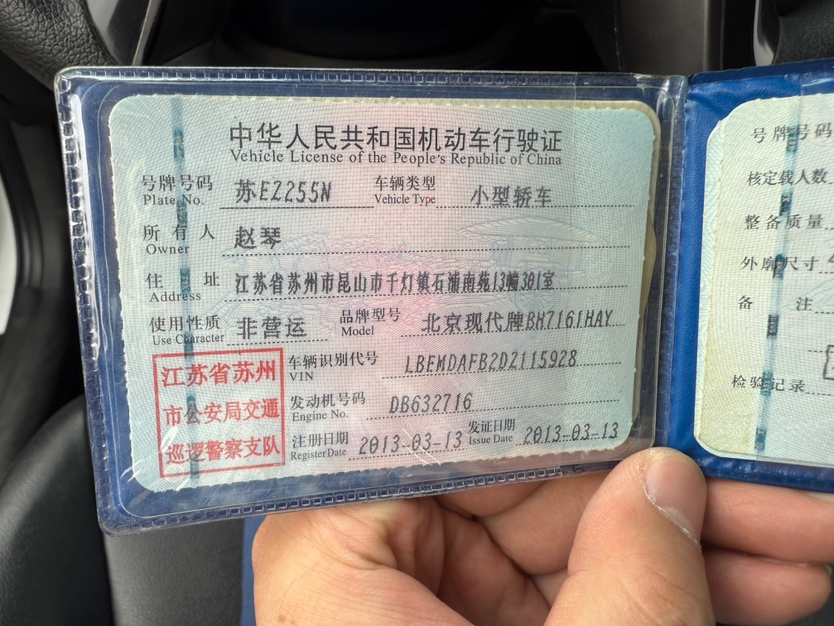 中华人民共和国机动车行驶证
Vehicle License of the People's Republic of China
号牌号码 苏EZ255N 车辆类型 小型轿车
Plate No. Vehicle Type
所有人 赵琴
Owner
住址 江苏省苏州市昆山市千灯镇石浦南苑13幢301室
Address
使用性质 非营运 品牌型号 北京现代牌BH7161HAY
Use Character Model
江苏省苏州
市公安局交通
巡逻警察支队
车辆识别代号 LBEMDAFB2D2115928
VIN
发动机号码 DB632716
Engine No.
注册日期 2013-03-13 发证日期 2013-03-13
Register Date Issue Date
号牌号码
核定载人数
整备质量
外廓尺寸
备注
检验记录